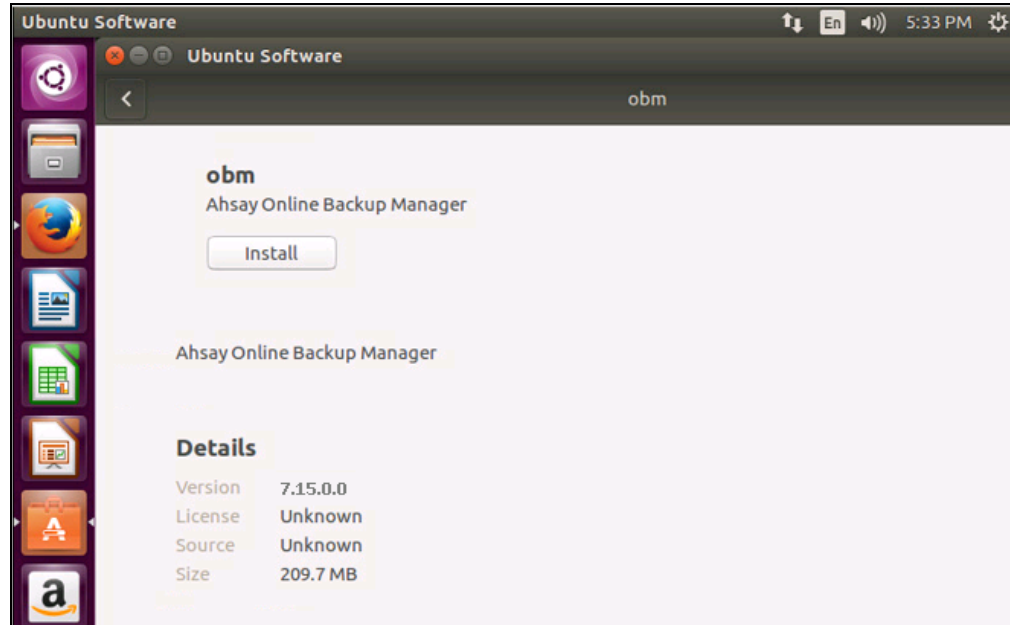 Ubuntu Software
En 5:33 PM
Ubuntu Software
obm
obm
Ahsay Online Backup Manager
Install
Ahsay Online Backup Manager
Details
Version 7.15.0.0
License Unknown
Source Unknown
Size 209.7 MB
A
a